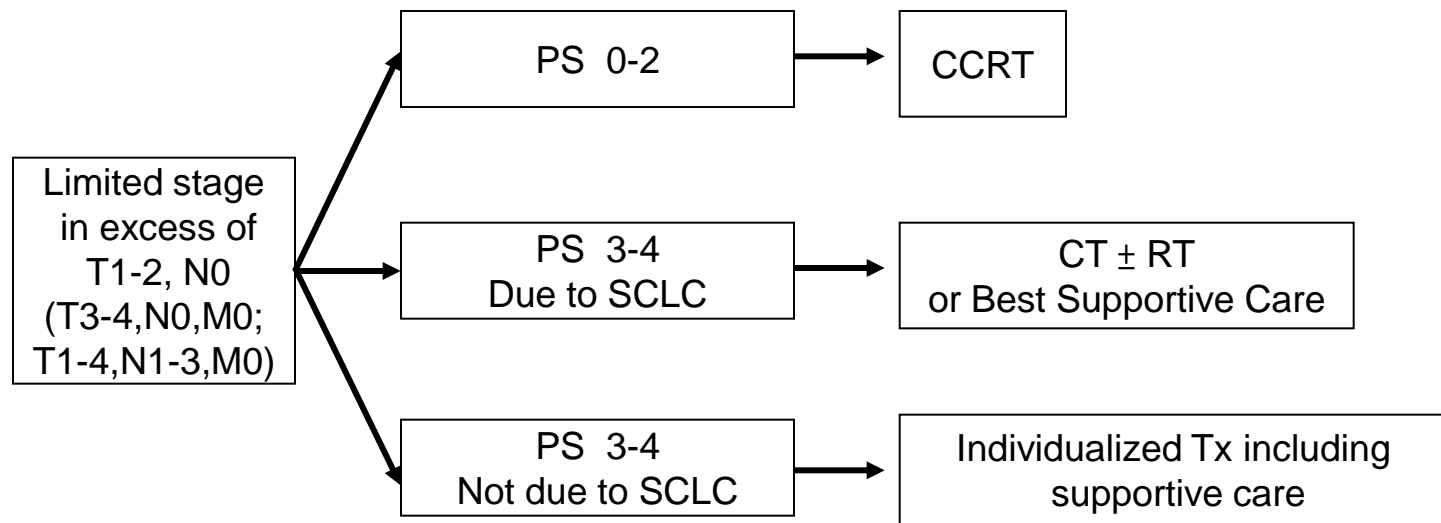 Limited stage
in excess of
T1-2, N0
(T3-4,N0,M0;
T1-4,N1-3,M0)
PS 0-2
CCRT
PS 3-4
Due to SCLC
CT ± RT
or Best Supportive Care
PS 3-4
Not due to SCLC
Individualized Tx including
supportive care